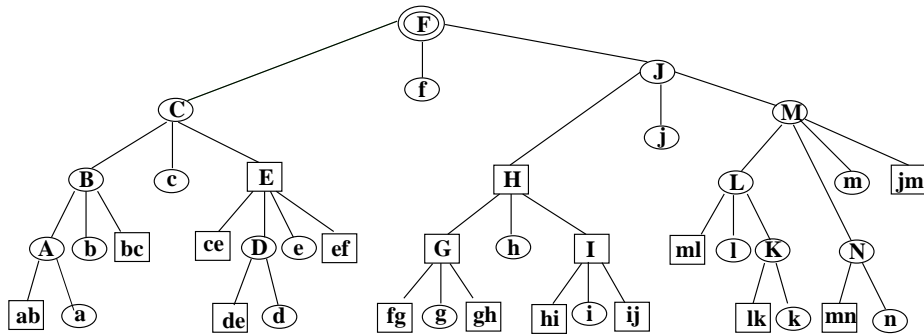 F
f J
C M
j
B c E H L m jm
A b bc ce D e ef G h I ml l K N
ab a de d fg g gh hi i ij lk k mn n